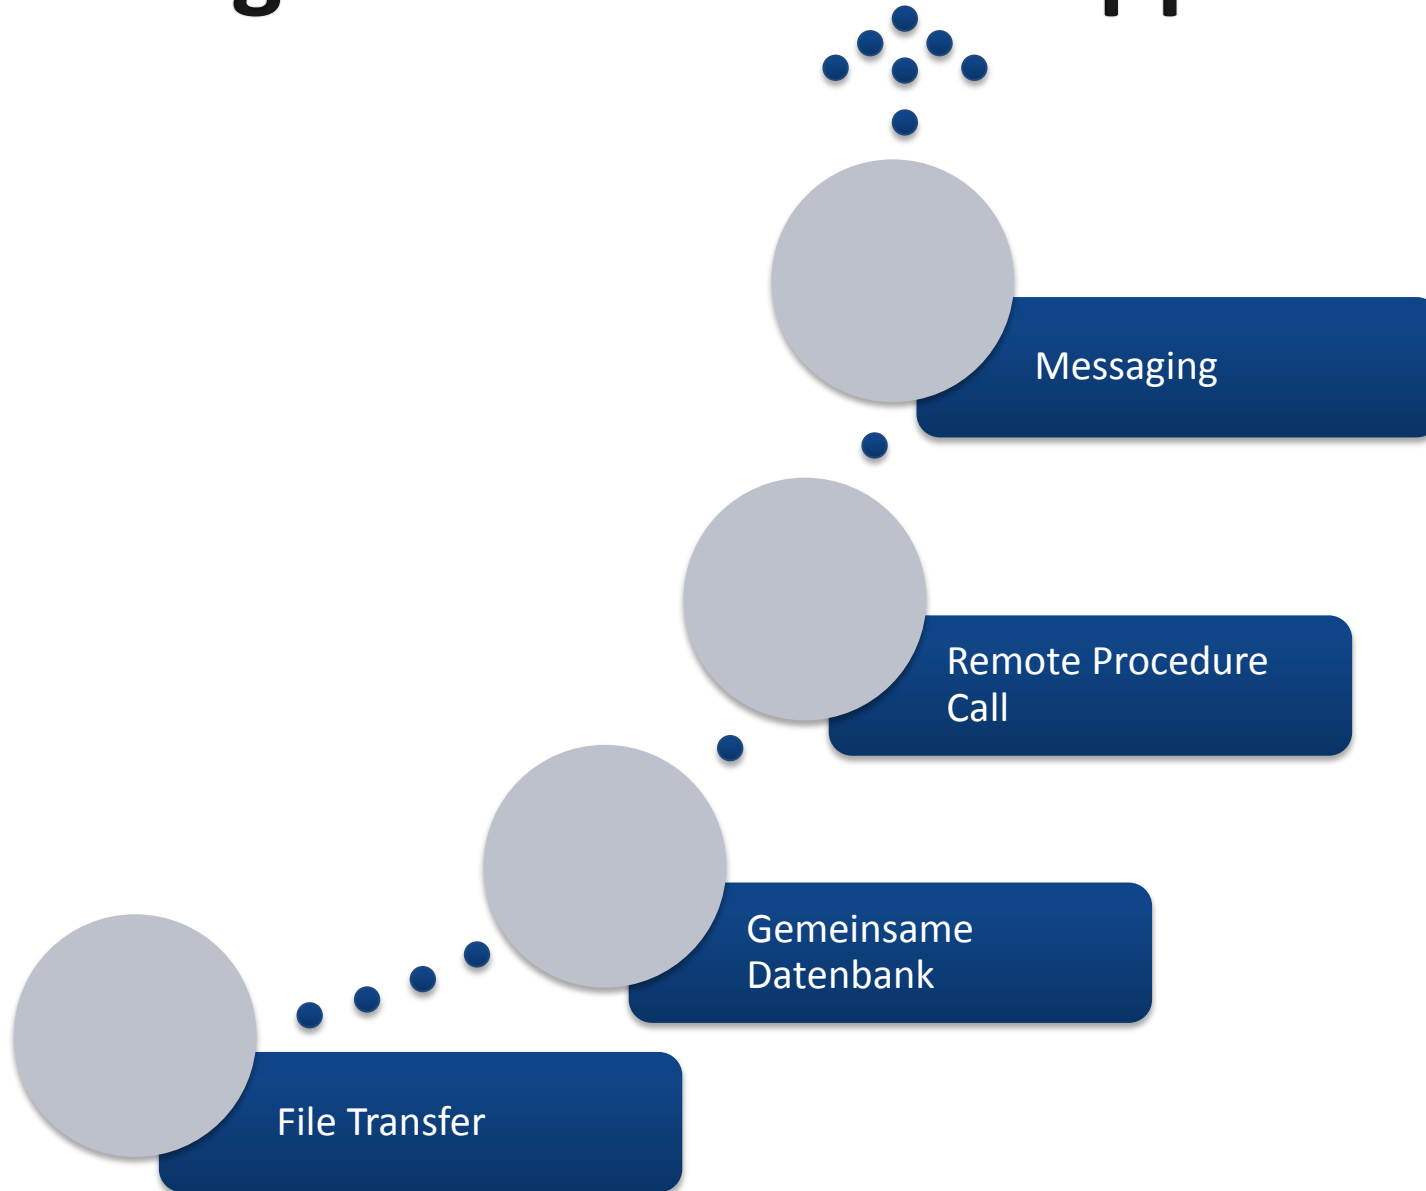 Messaging
Remote Procedure
Call
Gemeinsame
Datenbank
File Transfer